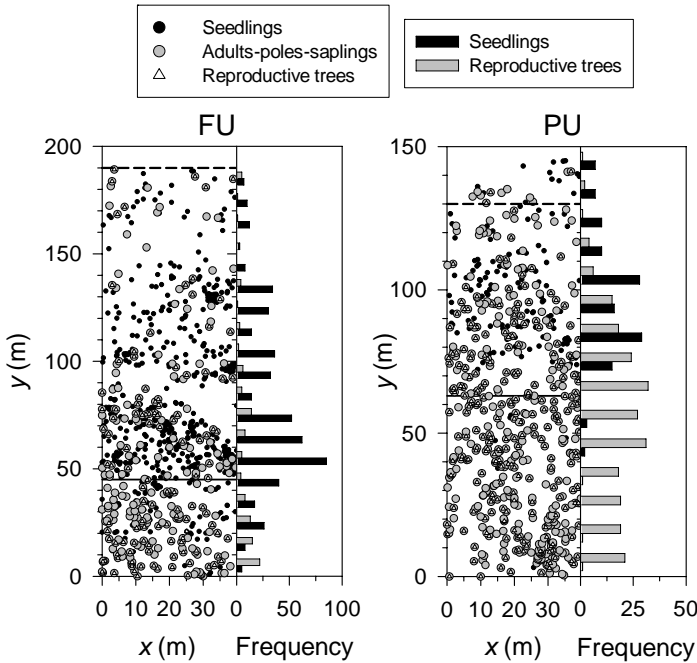 Seedlings
Adults-poles-saplings
Reproductive trees
Seedlings
Reproductive trees
FU
PU
200
150
100
50
0
y (m)
0 10 20 30 0 50 100
x (m) Frequency
150
100
50
0
y (m)
0 10 20 30 0 25 50
x (m) Frequency